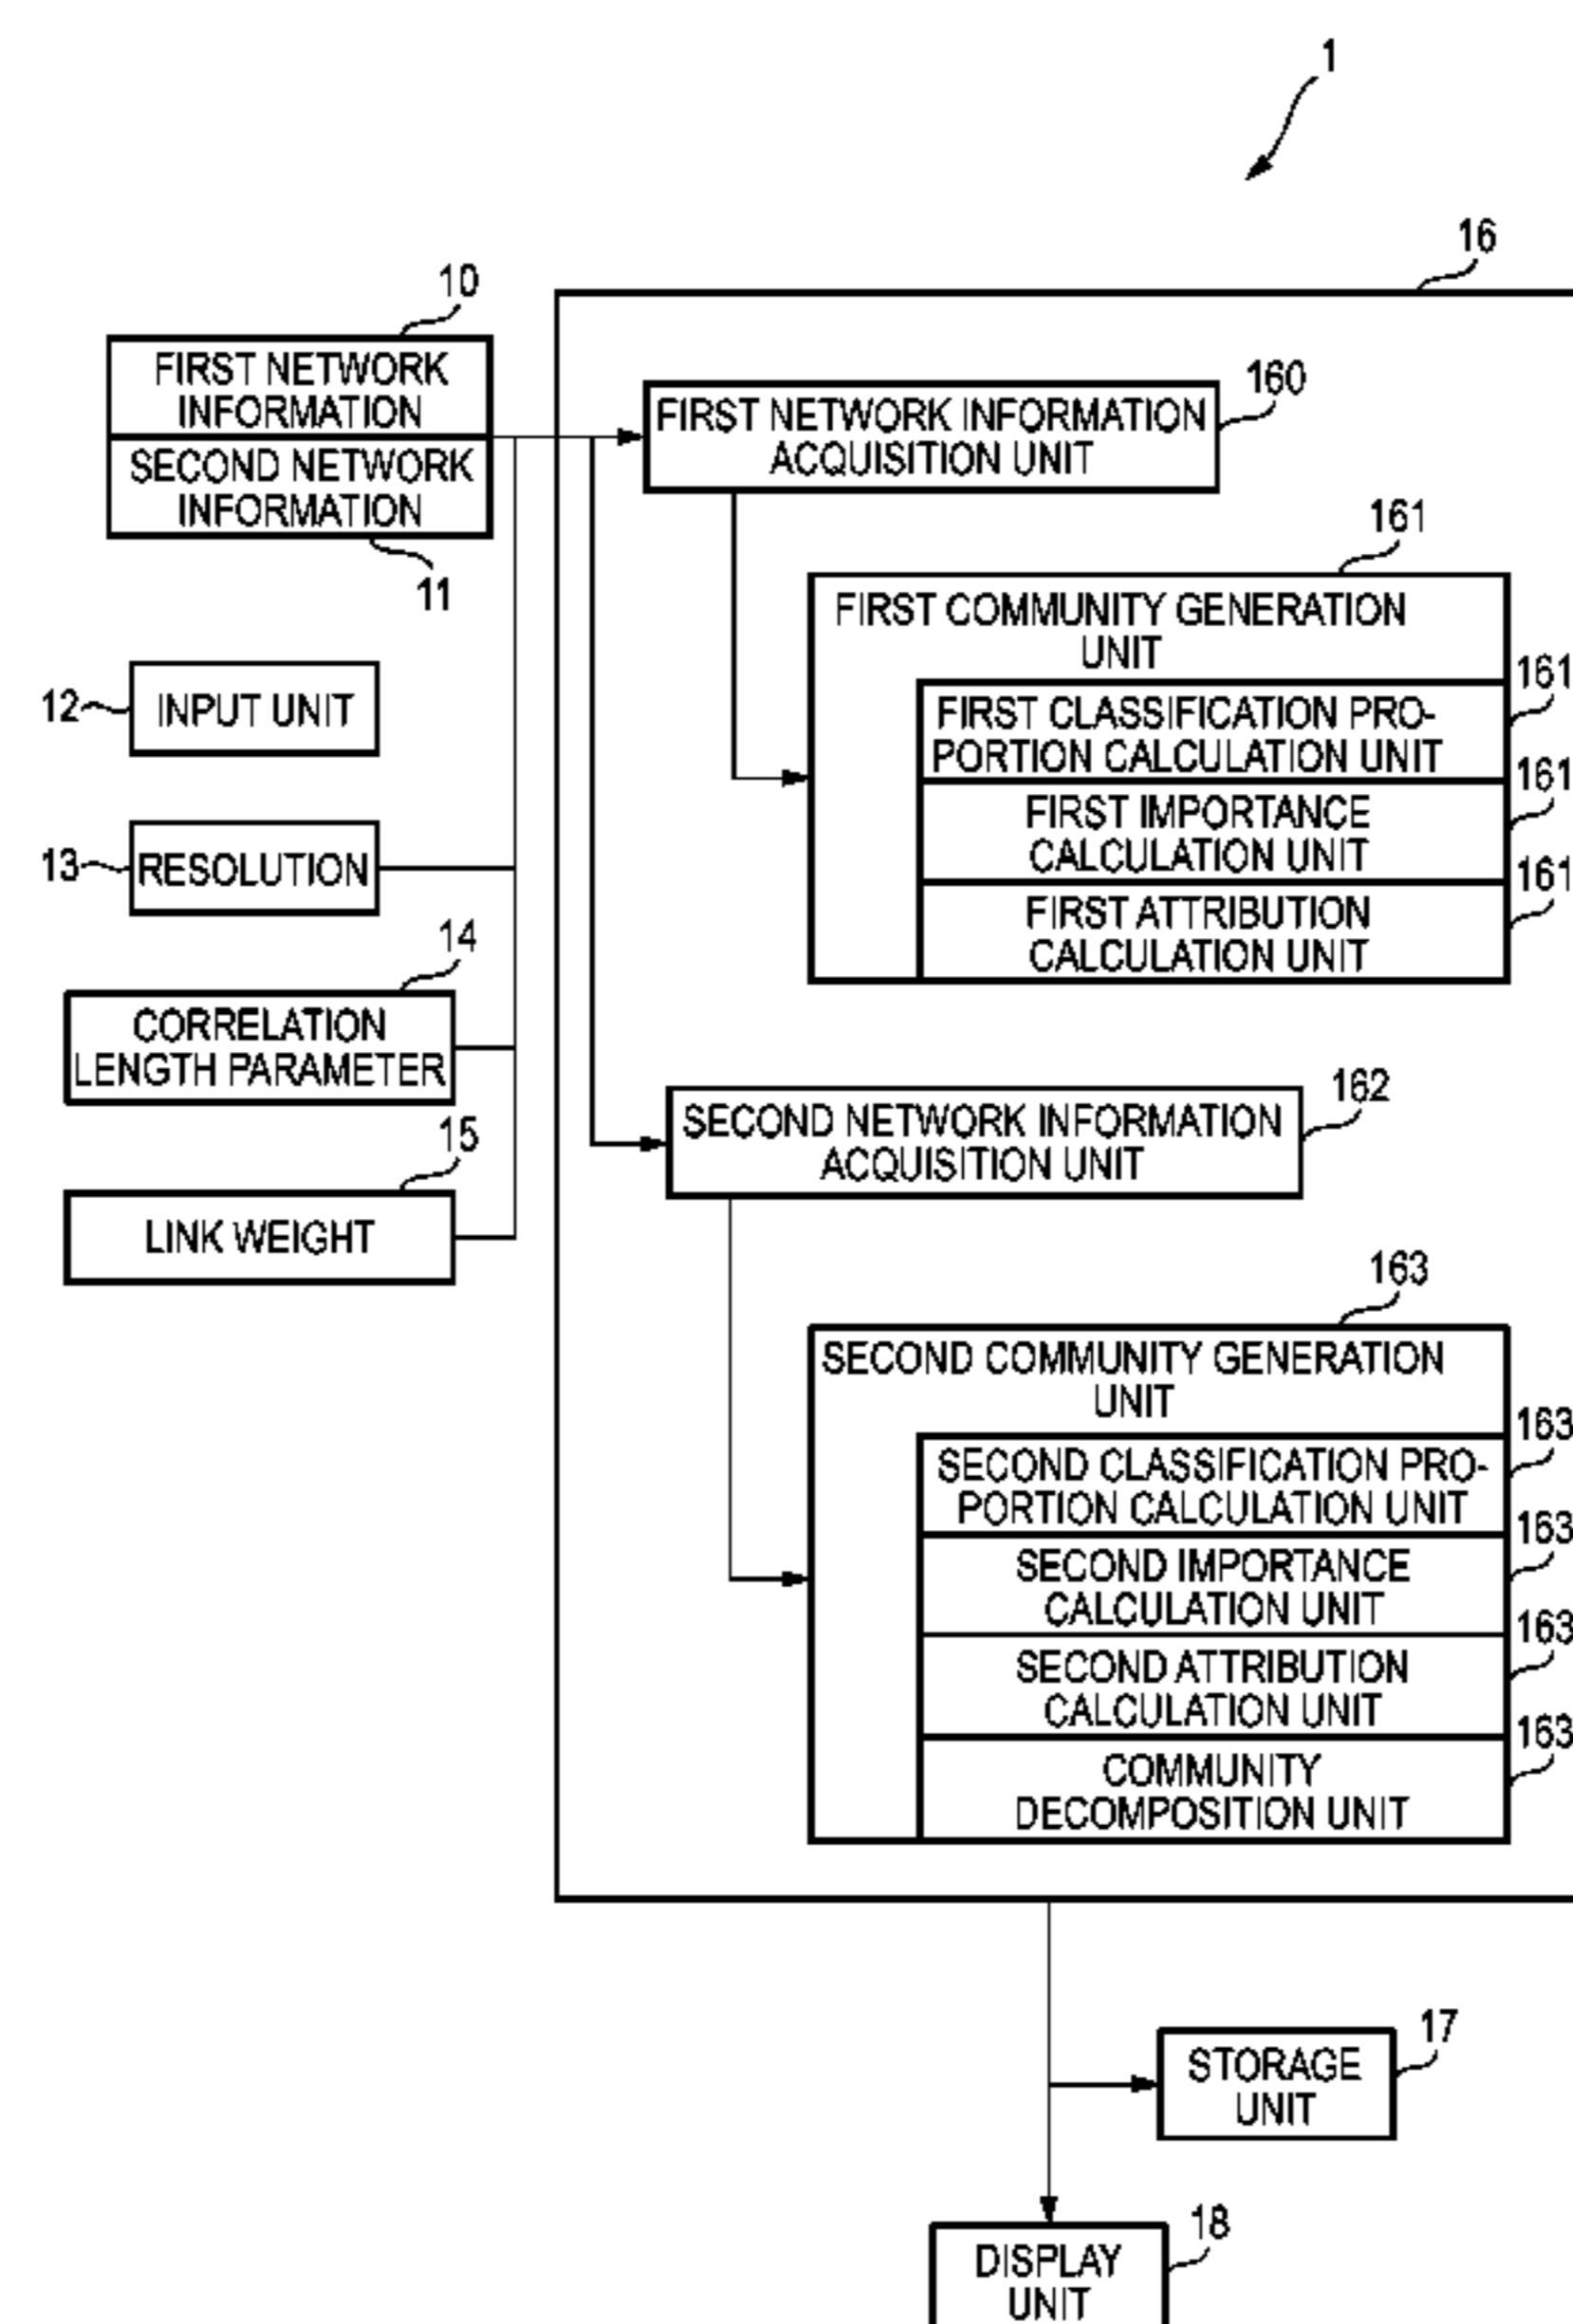 1
16
10
FIRST NETWORK
INFORMATION
SECOND NETWORK
INFORMATION
11
160
FIRST NETWORK INFORMATION
ACQUISITION UNIT
161
FIRST COMMUNITY GENERATION
UNIT
161
FIRST CLASSIFICATION PRO-
PORTION CALCULATION UNIT
161
FIRST IMPORTANCE
CALCULATION UNIT
161
FIRST ATTRIBUTION
CALCULATION UNIT
12
INPUT UNIT
13
RESOLUTION
14
CORRELATION
LENGTH PARAMETER
15
LINK WEIGHT
162
SECOND NETWORK INFORMATION
ACQUISITION UNIT
163
SECOND COMMUNITY GENERATION
UNIT
163
SECOND CLASSIFICATION PRO-
PORTION CALCULATION UNIT
163
SECOND IMPORTANCE
CALCULATION UNIT
163
SECOND ATTRIBUTION
CALCULATION UNIT
163
COMMUNITY
DECOMPOSITION UNIT
17
STORAGE
UNIT
18
DISPLAY
UNIT